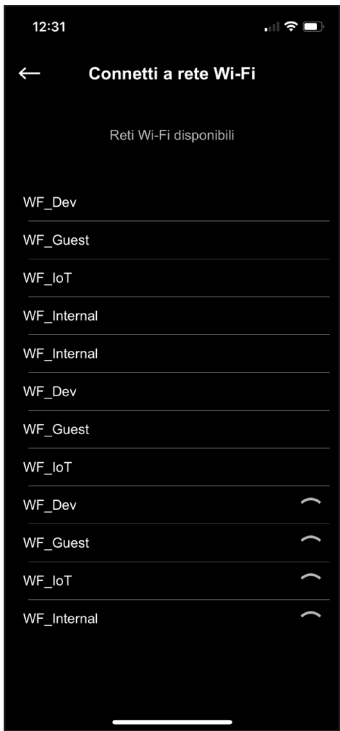 12:31
Connetti a rete Wi-Fi
Reti Wi-Fi disponibili
WF_Dev
WF_Guest
WF_IoT
WF_Internal
WF_Internal
WF_Dev
WF_Guest
WF_IoT
WF_Dev
WF_Guest
WF_IoT
WF_Internal